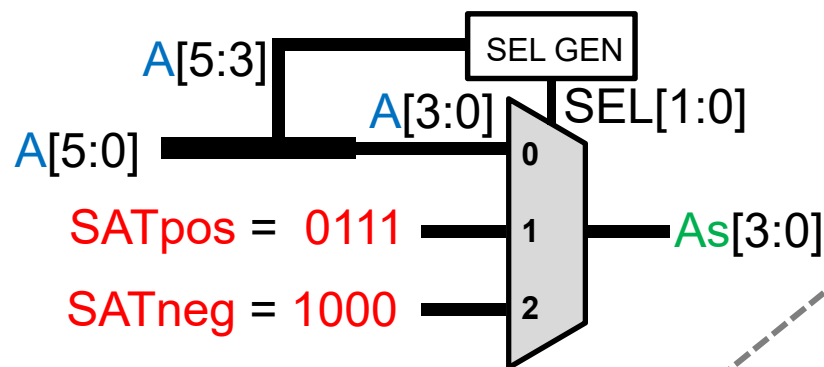 SEL GEN
A[5:3]
A[3:0]
SEL[1:0]
A[5:0]
0
SATpos = 0111
1
As[3:0]
SATneg = 1000
2